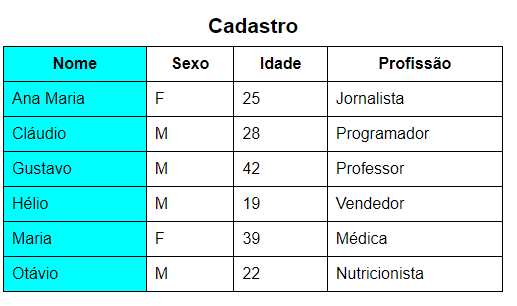 Cadastro
Nome Sexo Idade Profissão
Ana Maria F 25 Jornalista
Cláudio M 28 Programador
Gustavo M 42 Professor
Hélio M 19 Vendedor
Maria F 39 Médica
Otávio M 22 Nutricionista